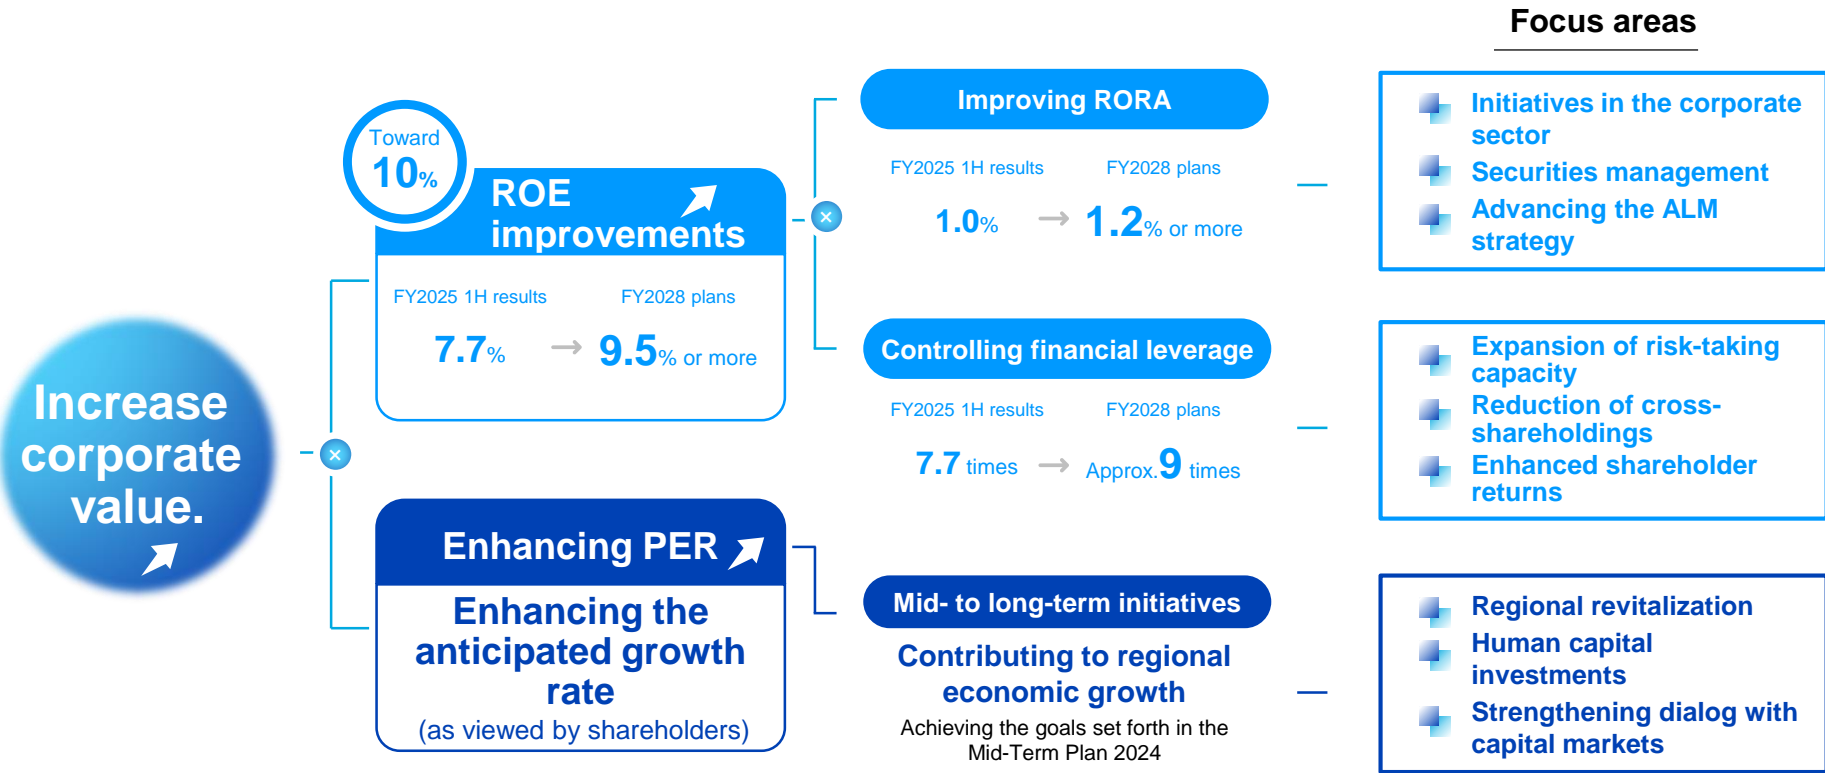 Focus areas
Increase
corporate
value.
Toward
10%
ROE
improvements
FY2025 1H results
FY2028 plans
7.7%
→
9.5% or more
×
×
Improving RORA
FY2025 1H results
FY2028 plans
1.0%
→
1.2% or more
Initiatives in the corporate
sector
Securities management
Advancing the ALM
strategy
Controlling financial leverage
FY2025 1H results
FY2028 plans
7.7 times
→
Approx.9 times
Expansion of risk-taking
capacity
Reduction of cross-
shareholdings
Enhanced shareholder
returns
Enhancing PER
Enhancing the
anticipated growth
rate
(as viewed by shareholders)
Mid- to long-term initiatives
Contributing to regional
economic growth
Achieving the goals set forth in the
Mid-Term Plan 2024
Regional revitalization
Human capital
investments
Strengthening dialog with
capital markets